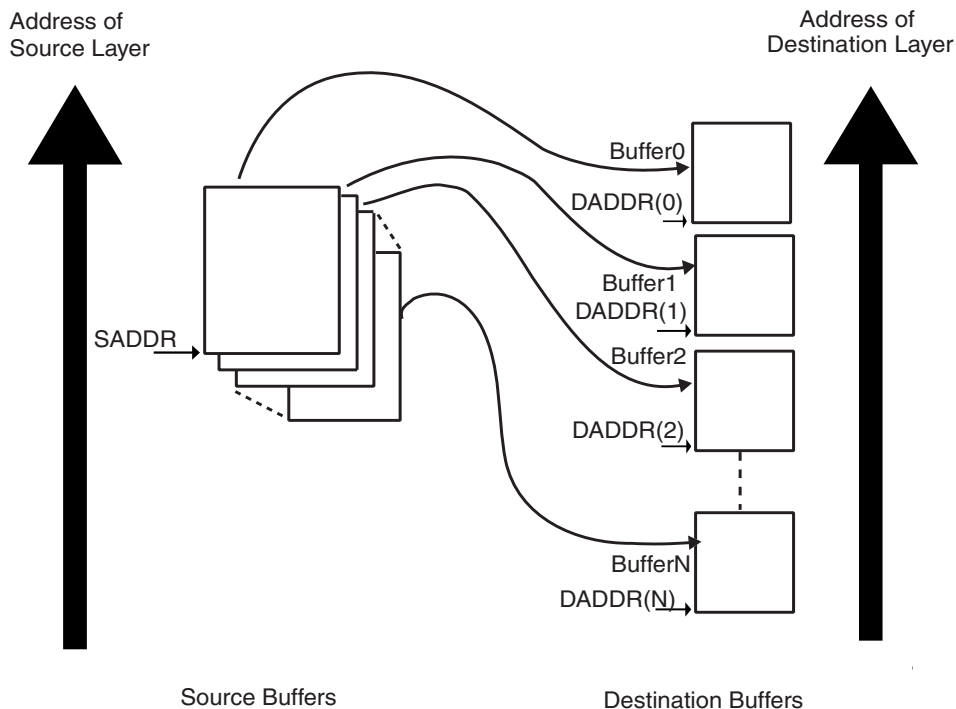 Address of
Source Layer
Address of
Destination Layer
Buffer0
DADDR(0)
Buffer1
DADDR(1)
SADDR
Buffer2
DADDR(2)
BufferN
DADDR(N)
Source Buffers
Destination Buffers